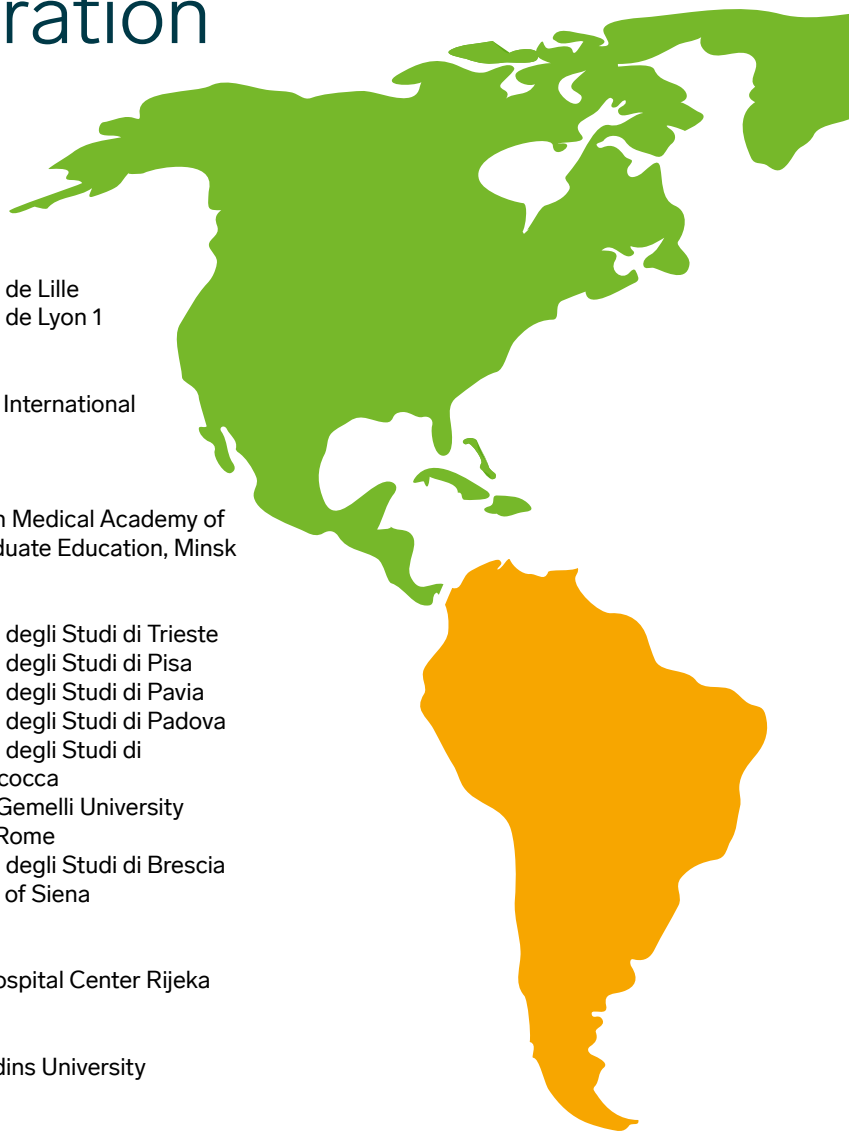 ration
de Lille
de Lyon 1
International
n Medical Academy of
duate Education, Minsk
degli Studi di Trieste
degli Studi di Pisa
degli Studi di Pavia
degli Studi di Padova
degli Studi di
cocca
Gemelli University
Rome
degli Studi di Brescia
of Siena
ospital Center Rijeka
dins University